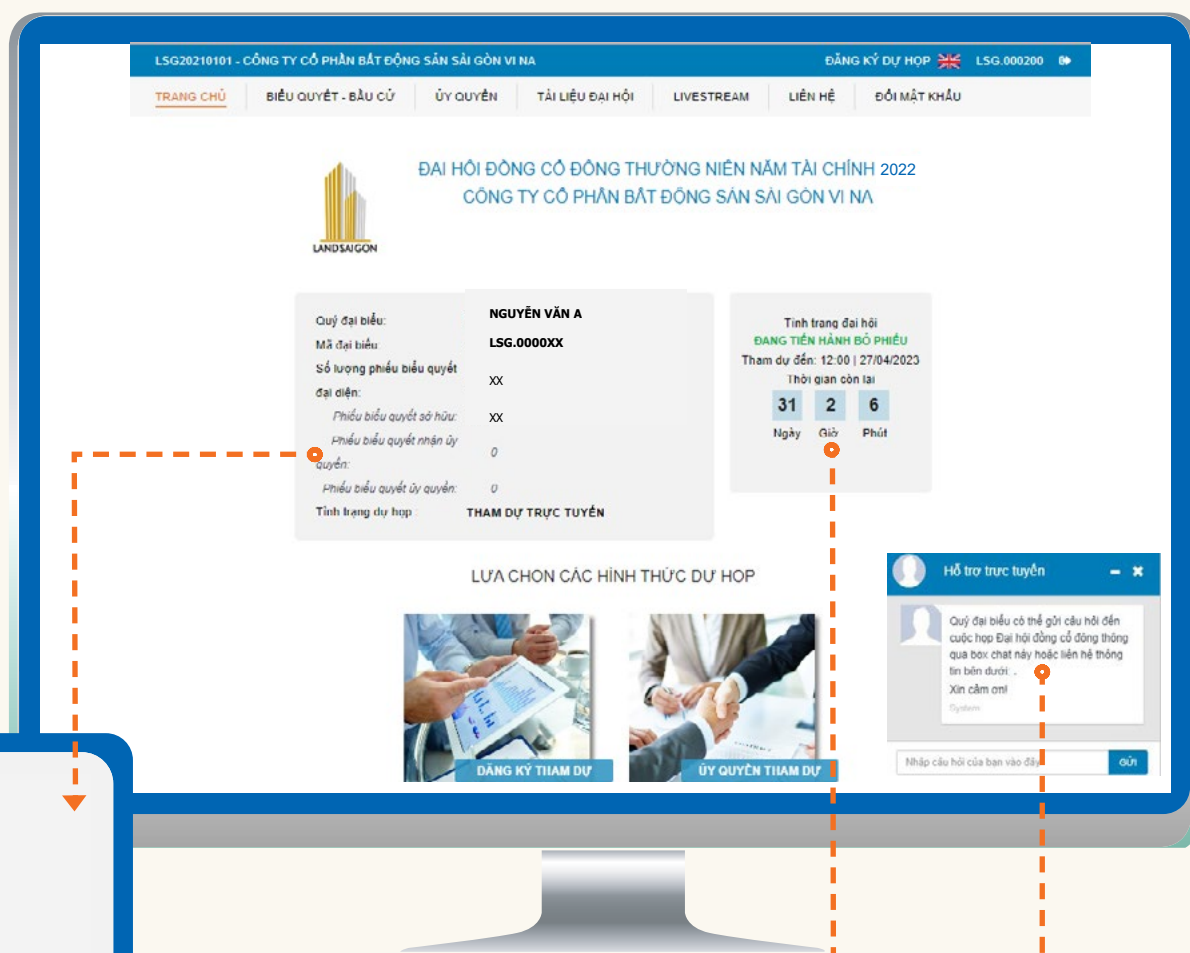 LSG20210101 - CÔNG TY CỔ PHẦN BẤT ĐỘNG SẢN SÀI GÒN VI NA
ĐĂNG KÝ DỰ HỌP LSG.000200
TRANG CHỦ BIỂU QUYẾT - BẦU CỬ ỦY QUYỀN TÀI LIỆU ĐẠI HỘI LIVESTREAM LIÊN HỆ ĐỔI MẬT KHẨU
ĐẠI HỘI ĐỒNG CỔ ĐÔNG THƯỜNG NIÊN NĂM TÀI CHÍNH 2022
CÔNG TY CỔ PHẦN BẤT ĐỘNG SẢN SÀI GÒN VI NA
LANDSAIGON
Quý đại biểu: NGUYỄN VĂN A
Mã đại biểu: LSG.0000XX
Số lượng phiếu biểu quyết
đại diện: XX
Phiếu biểu quyết sở hữu: XX
Phiếu biểu quyết nhận ủy
quyền: 0
Phiếu biểu quyết ủy quyền: 0
Tình trạng dự họp : THAM DỰ TRỰC TUYẾN
Tình trạng đại hội
ĐANG TIẾN HÀNH BỎ PHIẾU
Tham dự đến: 12:00 | 27/04/2023
Thời gian còn lại
31 2 6
Ngày Giờ Phút
LỰA CHỌN CÁC HÌNH THỨC DỰ HỌP
ĐĂNG KÝ THAM DỰ
ỦY QUYỀN THAM DỰ
Hỗ trợ trực tuyến
Quý đại biểu có thể gửi câu hỏi đến
cuộc họp Đại hội đồng cổ đông thông
qua box chat này hoặc liên hệ thông
tin bên dưới: .
Xin cảm ơn!
System
Nhập câu hỏi của bạn vào đây
GỬI